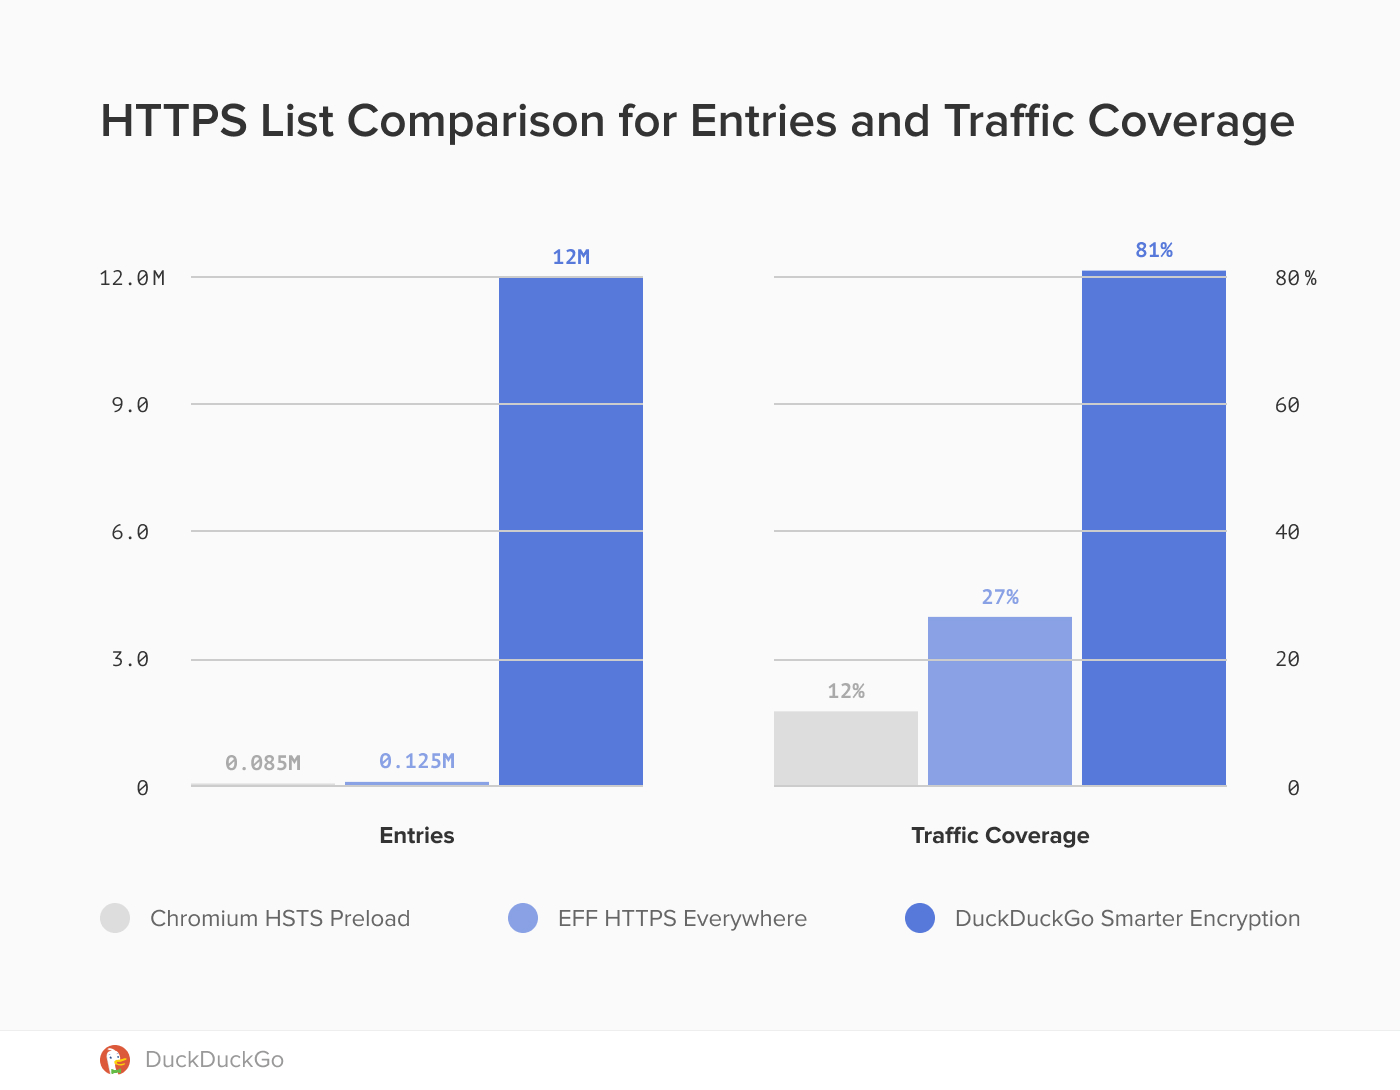 HTTPS List Comparison for Entries and Traffic Coverage
12M
81%
12.0M
80%
9.0
60
6.0
40
27%
3.0
20
12%
0.085M
0.125M
0
0
Entries
Traffic Coverage
Chromium HSTS Preload
EFF HTTPS Everywhere
DuckDuckGo Smarter Encryption
DuckDuckGo